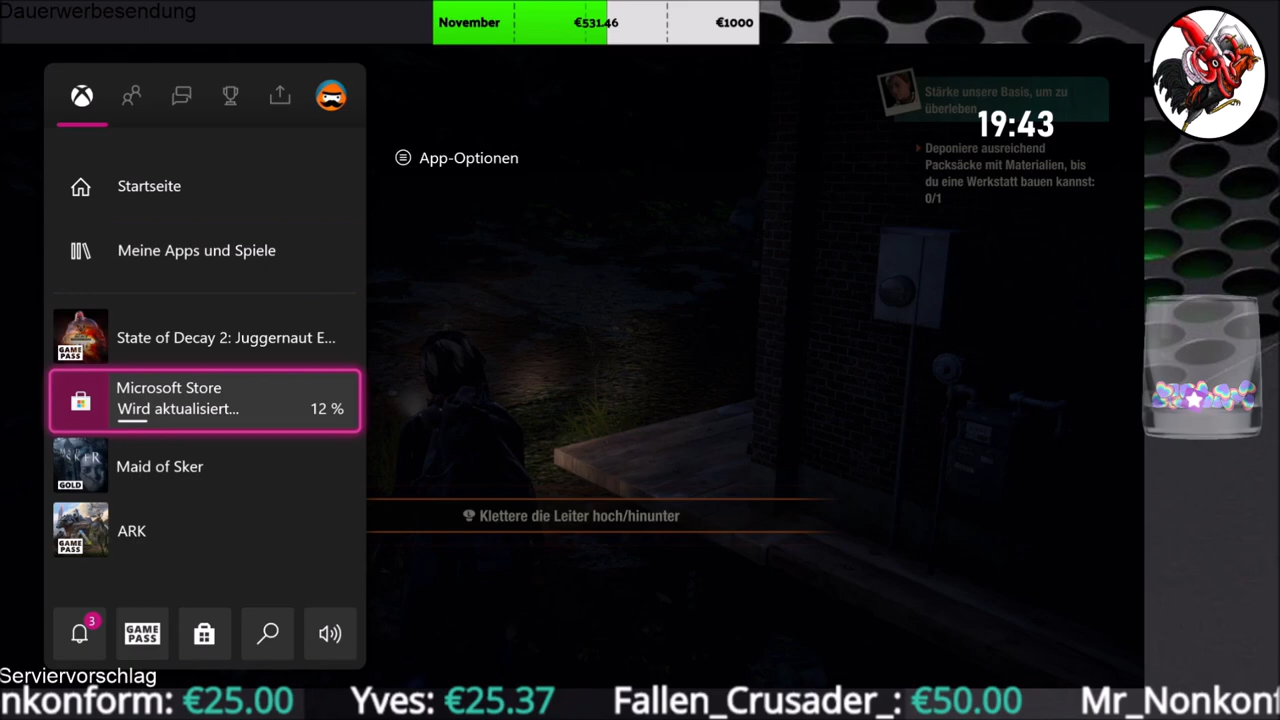 Dauerwerbesendung
November
€531.46
€1000
Stärke unsere Basis, um zu
überleben
19:43
Deponiere ausreichend
Packsäcke mit Materialien, bis
du eine Werkstatt bauen kannst:
0/1
App-Optionen
Startseite
Meine Apps und Spiele
State of Decay 2: Juggernaut E...
GAME
PASS
Microsoft Store
Wird aktualisiert...
12 %
Maid of Sker
GOLD
ARK
GAME
PASS
Klettere die Leiter hoch/hinunter
3
GAME
PASS
Serviervorschlag
nkonform: €25.00 Yves: €25.37 Fallen_Crusader_: €50.00 Mr_Nonkon